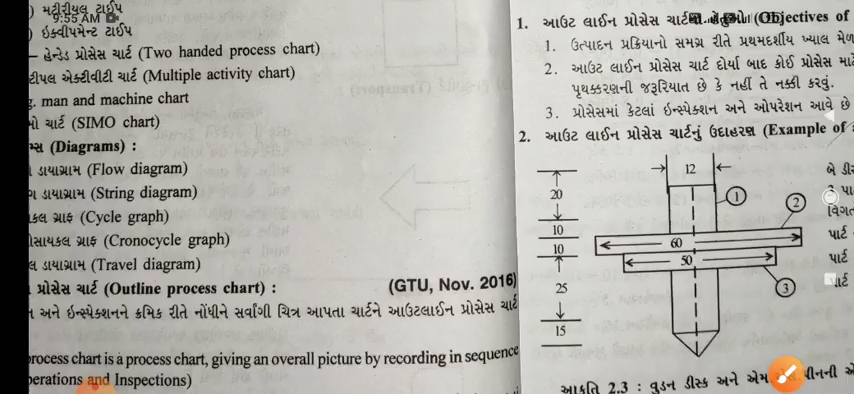 મટીરીયલ ટાઈપ
9:55 AM
ઇક્વીપમેન્ટ ટાઈપ
– હેન્ડેડ પ્રોસેસ ચાર્ટ (Two handed process chart)
ટીપલ એક્ટીવીટી ચાર્ટ (Multiple activity chart)
g. man and machine chart
મો ચાર્ટ (SIMO chart)
મ્સ (Diagrams) :
ડાયાગ્રામ (Flow diagram)
ગ ડાયાગ્રામ (String diagram)
કલ ગ્રાફ (Cycle graph)
સાયકલ ગ્રાફ (Cronocycle graph)
લ ડાયાગ્રામ (Travel diagram)
પ્રોસેસ ચાર્ટ (Outline process chart) :
(GTU, Nov. 2016)
અને ઇન્સ્પેક્શનને ક્રમિક રીતે નોંધીને સર્વાંગી ચિત્ર આપતા ચાર્ટને આઉટલાઈન પ્રોસેસ ચાર્ટ
process chart is a process chart, giving an overall picture by recording in sequence
perations and Inspections)
1. આઉટ લાઈન પ્રોસેસ ચાર્ટના હેતુઓ (Objectives of
1. ઉત્પાદન પ્રક્રિયાનો સમગ્ર રીતે પ્રથમદર્શીય ખ્યાલ મેળ
2. આઉટ લાઈન પ્રોસેસ ચાર્ટ દોર્યા બાદ કોઈ પ્રોસેસ માટે
પૃથક્કરણની જરૂરિયાત છે કે નહીં તે નક્કી કરવું.
3. પ્રોસેસમાં કેટલાં ઇન્સ્પેક્શન અને ઓપરેશન આવે છે
2. આઉટ લાઈન પ્રોસેસ ચાર્ટનું ઉદાહરણ (Example of
12
20
10
10
25
15
60
50
1
2
3
બે ડી
પા
વિગત
પાર્ટ
પાર્ટ
પાર્ટ
આકૃતિ 2.3 : વુડન ડીસ્ક અને એમ પીનની એ